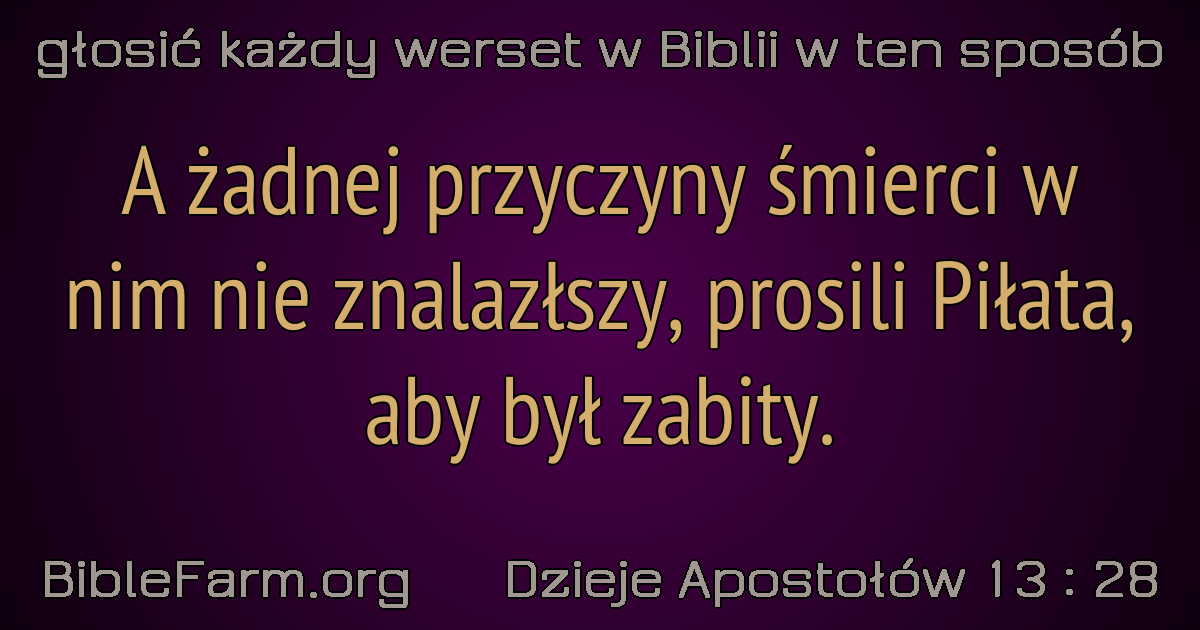 głosić każdy werset w Biblii w ten sposób
A żadnej przyczyny śmierci w
nim nie znalazłszy, prosili Piłata,
aby był zabity.
BibleFarm.org
Dzieje Apostołów 13 : 28